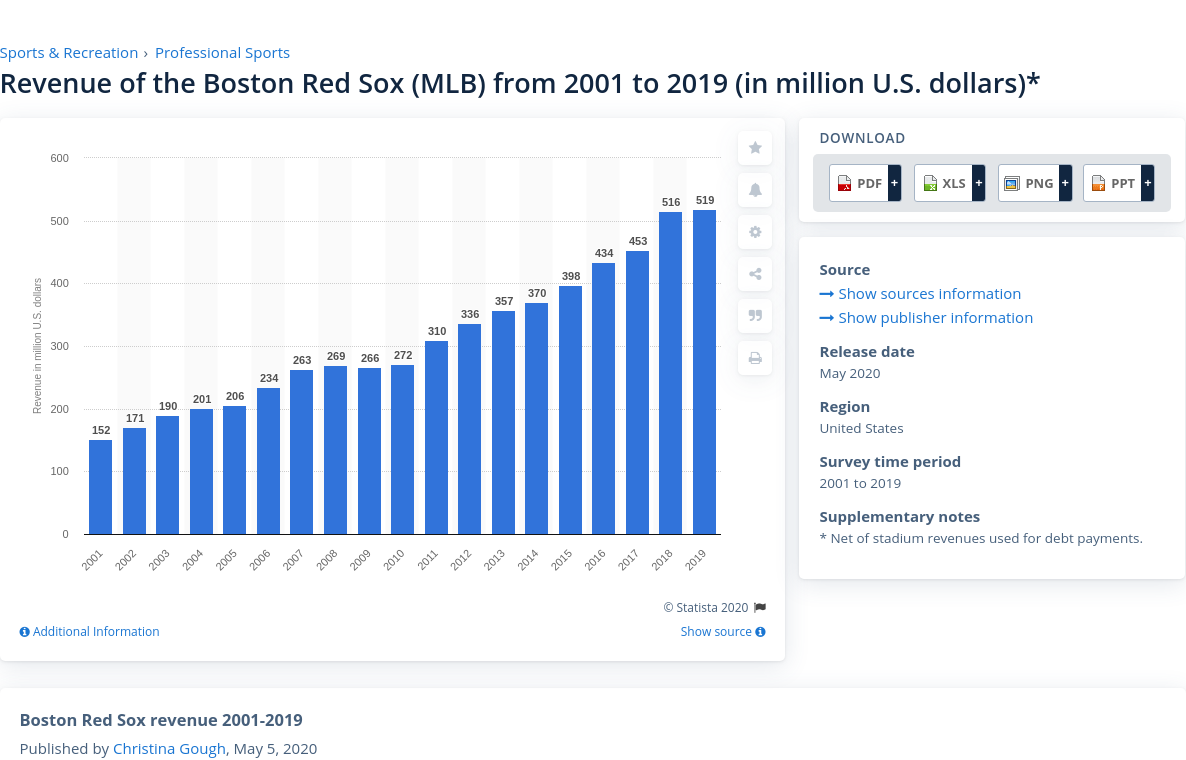 Sports & Recreation › Professional Sports
Revenue of the Boston Red Sox (MLB) from 2001 to 2019 (in million U.S. dollars)*
Revenue in million U.S. dollars
600
500
400
300
200
100
0
152
171
190
201
206
234
263
269
266
272
310
336
357
370
398
434
453
516
519
2001
2002
2003
2004
2005
2006
2007
2008
2009
2010
2011
2012
2013
2014
2015
2016
2017
2018
2019
© Statista 2020
Additional Information
Show source
DOWNLOAD
PDF +
XLS +
PNG +
PPT +
Source
Show sources information
Show publisher information
Release date
May 2020
Region
United States
Survey time period
2001 to 2019
Supplementary notes
* Net of stadium revenues used for debt payments.
Boston Red Sox revenue 2001-2019
Published by Christina Gough, May 5, 2020